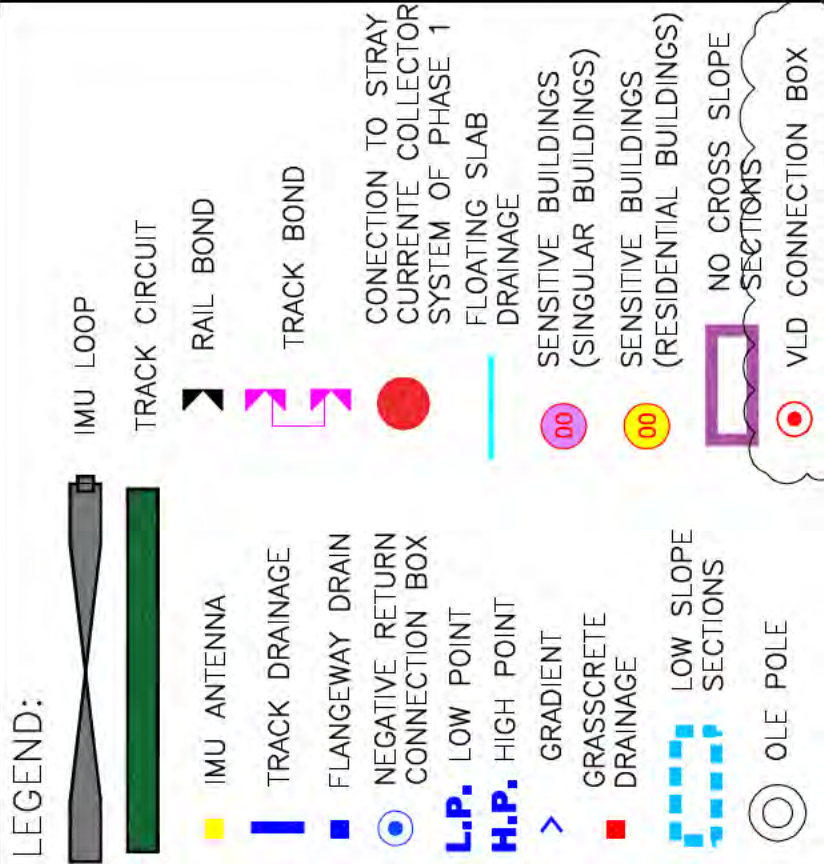 LEGEND:
IMU LOOP
TRACK CIRCUIT
IMU ANTENNA
TRACK DRAINAGE
FLANGEWAY DRAIN
NEGATIVE RETURN
CONNECTION BOX
L.P. LOW POINT
H.P. HIGH POINT
GRADIENT
GRASSCRETE
DRAINAGE
LOW SLOPE
SECTIONS
OLE POLE
RAIL BOND
TRACK BOND
CONECTION TO STRAY
CURRENTE COLLECTOR
SYSTEM OF PHASE 1
FLOATING SLAB
DRAINAGE
00 SENSITIVE BUILDINGS
(SINGULAR BUILDINGS)
00 SENSITIVE BUILDINGS
(RESIDENTIAL BUILDINGS)
NO CROSS SLOPE
SECTIONS
VLD CONNECTION BOX